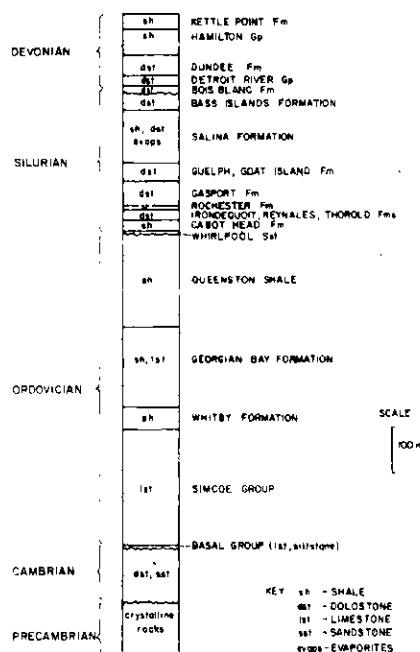 DEVONIAN
sh KETTLE POINT Fm
sh HAMILTON Gp
dst DUNDEE Fm
dst DETROIT RIVER Gp
dst BOIS BLANC Fm
dst BASS ISLANDS FORMATION
SILURIAN
sh, dst
evaps SALINA FORMATION
dst GUELPH, GOAT ISLAND Fm
dst GASPORT Fm
ROCHESTER Fm
dst IRONDEQUOIT, REYNALES, THOROLD Fms
sh CABOT HEAD Fm
WHIRLPOOL Sst
ORDOVICIAN
sh QUEENSTON SHALE
sh, lst GEORGIAN BAY FORMATION
sh WHITBY FORMATION
lst SIMCOE GROUP
BASAL GROUP (lst, siltstone)
CAMBRIAN
dst, sst
PRECAMBRIAN
crystalline
rocks
SCALE
KEY sh - SHALE
dst - DOLOSTONE
lst - LIMESTONE
sst - SANDSTONE
evaps - EVAPORITES